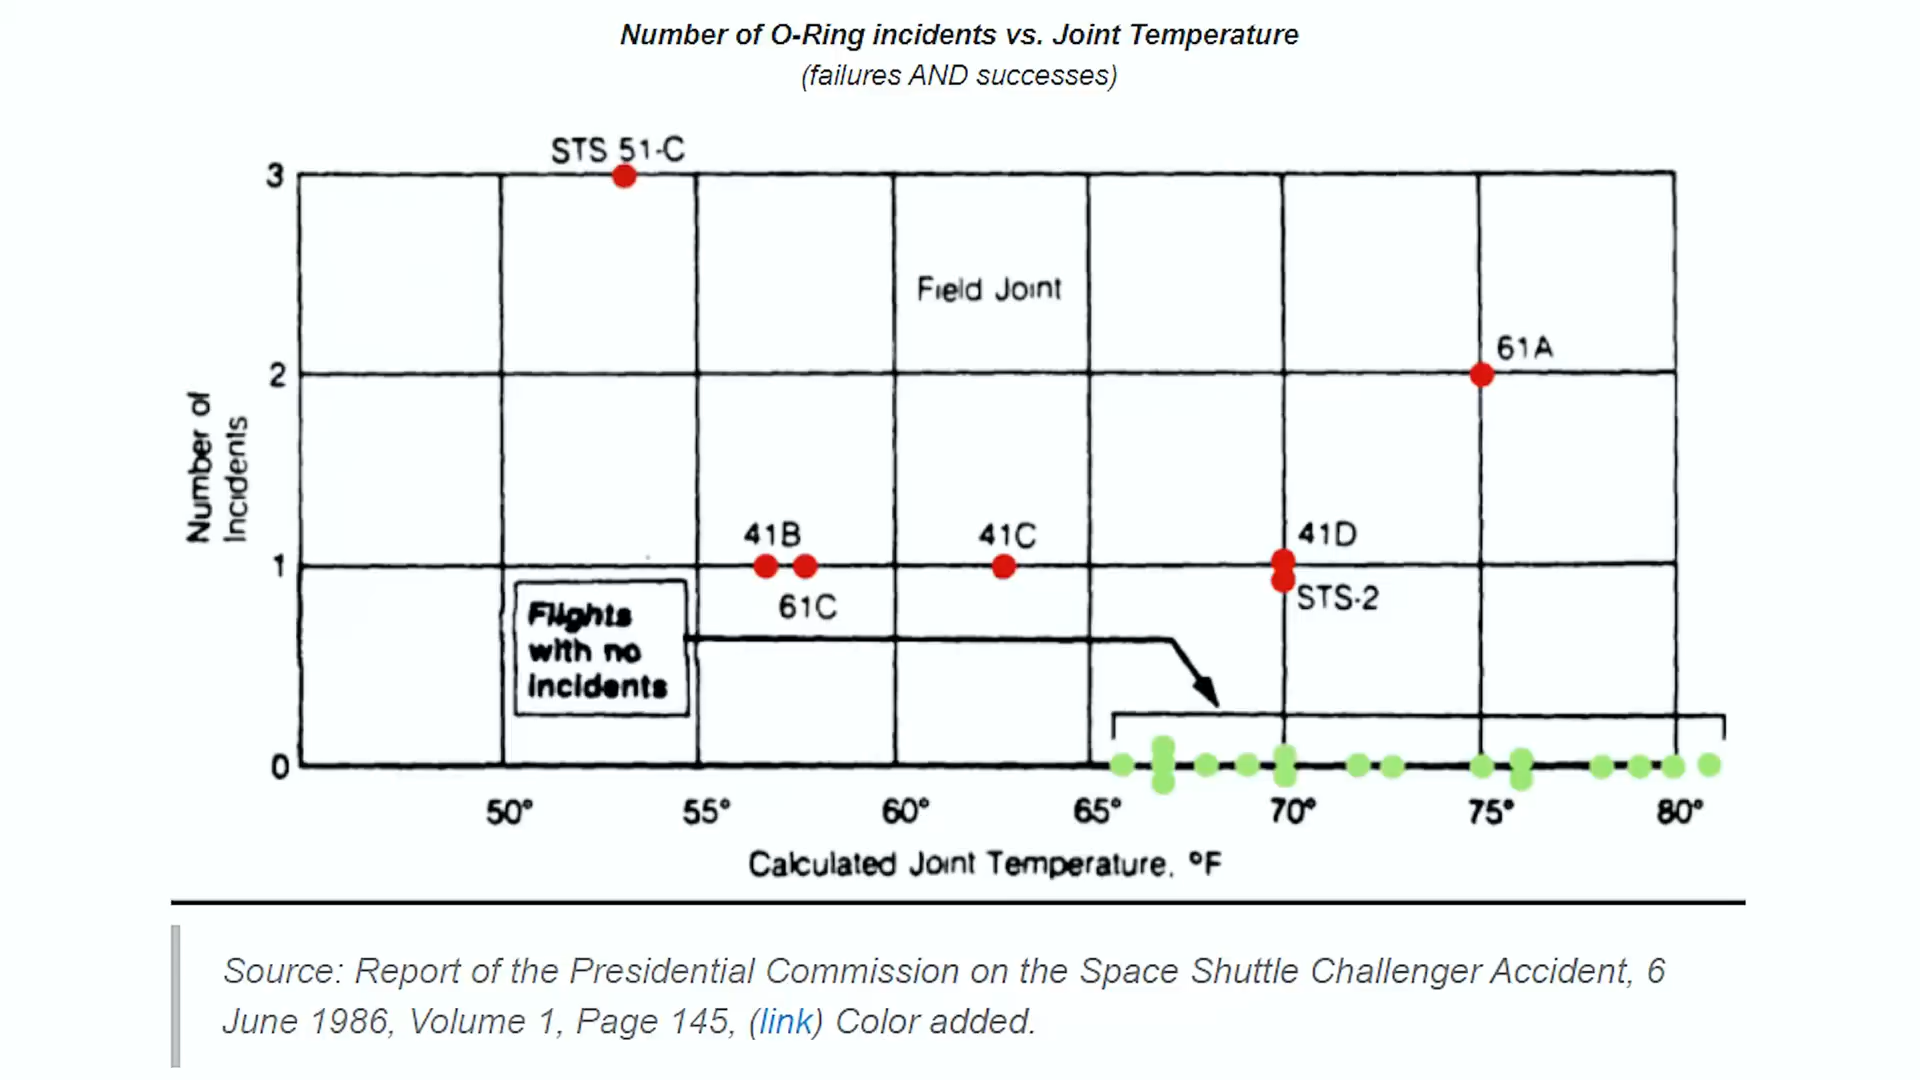 Number of O-Ring incidents vs. Joint Temperature
(failures AND successes)
STS 51-C
3
Field Joint
61A
2
Number of
Incidents
41B
41C
41D
1
61C
STS-2
Flights
with no
incidents
0
50°
55°
60°
65°
70°
75°
80°
Calculated Joint Temperature, °F
Source: Report of the Presidential Commission on the Space Shuttle Challenger Accident, 6
June 1986, Volume 1, Page 145, (link) Color added.